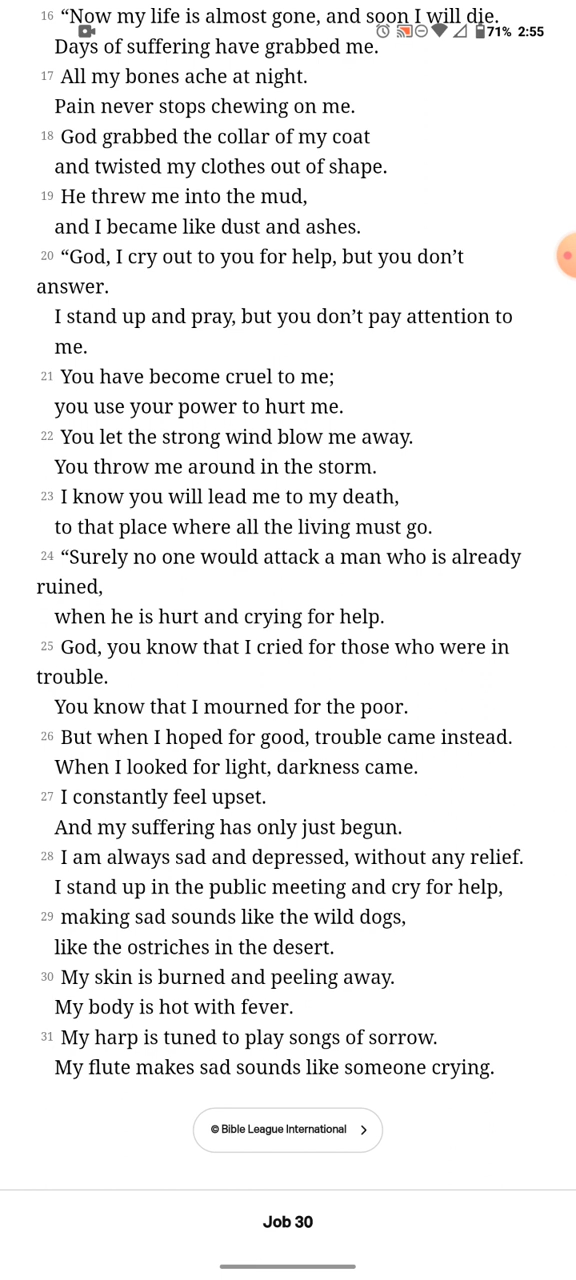 16 “Now my life is almost gone, and soon I will die.
71% 2:55
Days of suffering have grabbed me.
17 All my bones ache at night.
Pain never stops chewing on me.
18 God grabbed the collar of my coat
and twisted my clothes out of shape.
19 He threw me into the mud,
and I became like dust and ashes.
20 “God, I cry out to you for help, but you don’t
answer.
I stand up and pray, but you don’t pay attention to
me.
21 You have become cruel to me;
you use your power to hurt me.
22 You let the strong wind blow me away.
You throw me around in the storm.
23 I know you will lead me to my death,
to that place where all the living must go.
24 “Surely no one would attack a man who is already
ruined,
when he is hurt and crying for help.
25 God, you know that I cried for those who were in
trouble.
You know that I mourned for the poor.
26 But when I hoped for good, trouble came instead.
When I looked for light, darkness came.
27 I constantly feel upset.
And my suffering has only just begun.
28 I am always sad and depressed, without any relief.
I stand up in the public meeting and cry for help,
29 making sad sounds like the wild dogs,
like the ostriches in the desert.
30 My skin is burned and peeling away.
My body is hot with fever.
31 My harp is tuned to play songs of sorrow.
My flute makes sad sounds like someone crying.
© Bible League International
Job 30